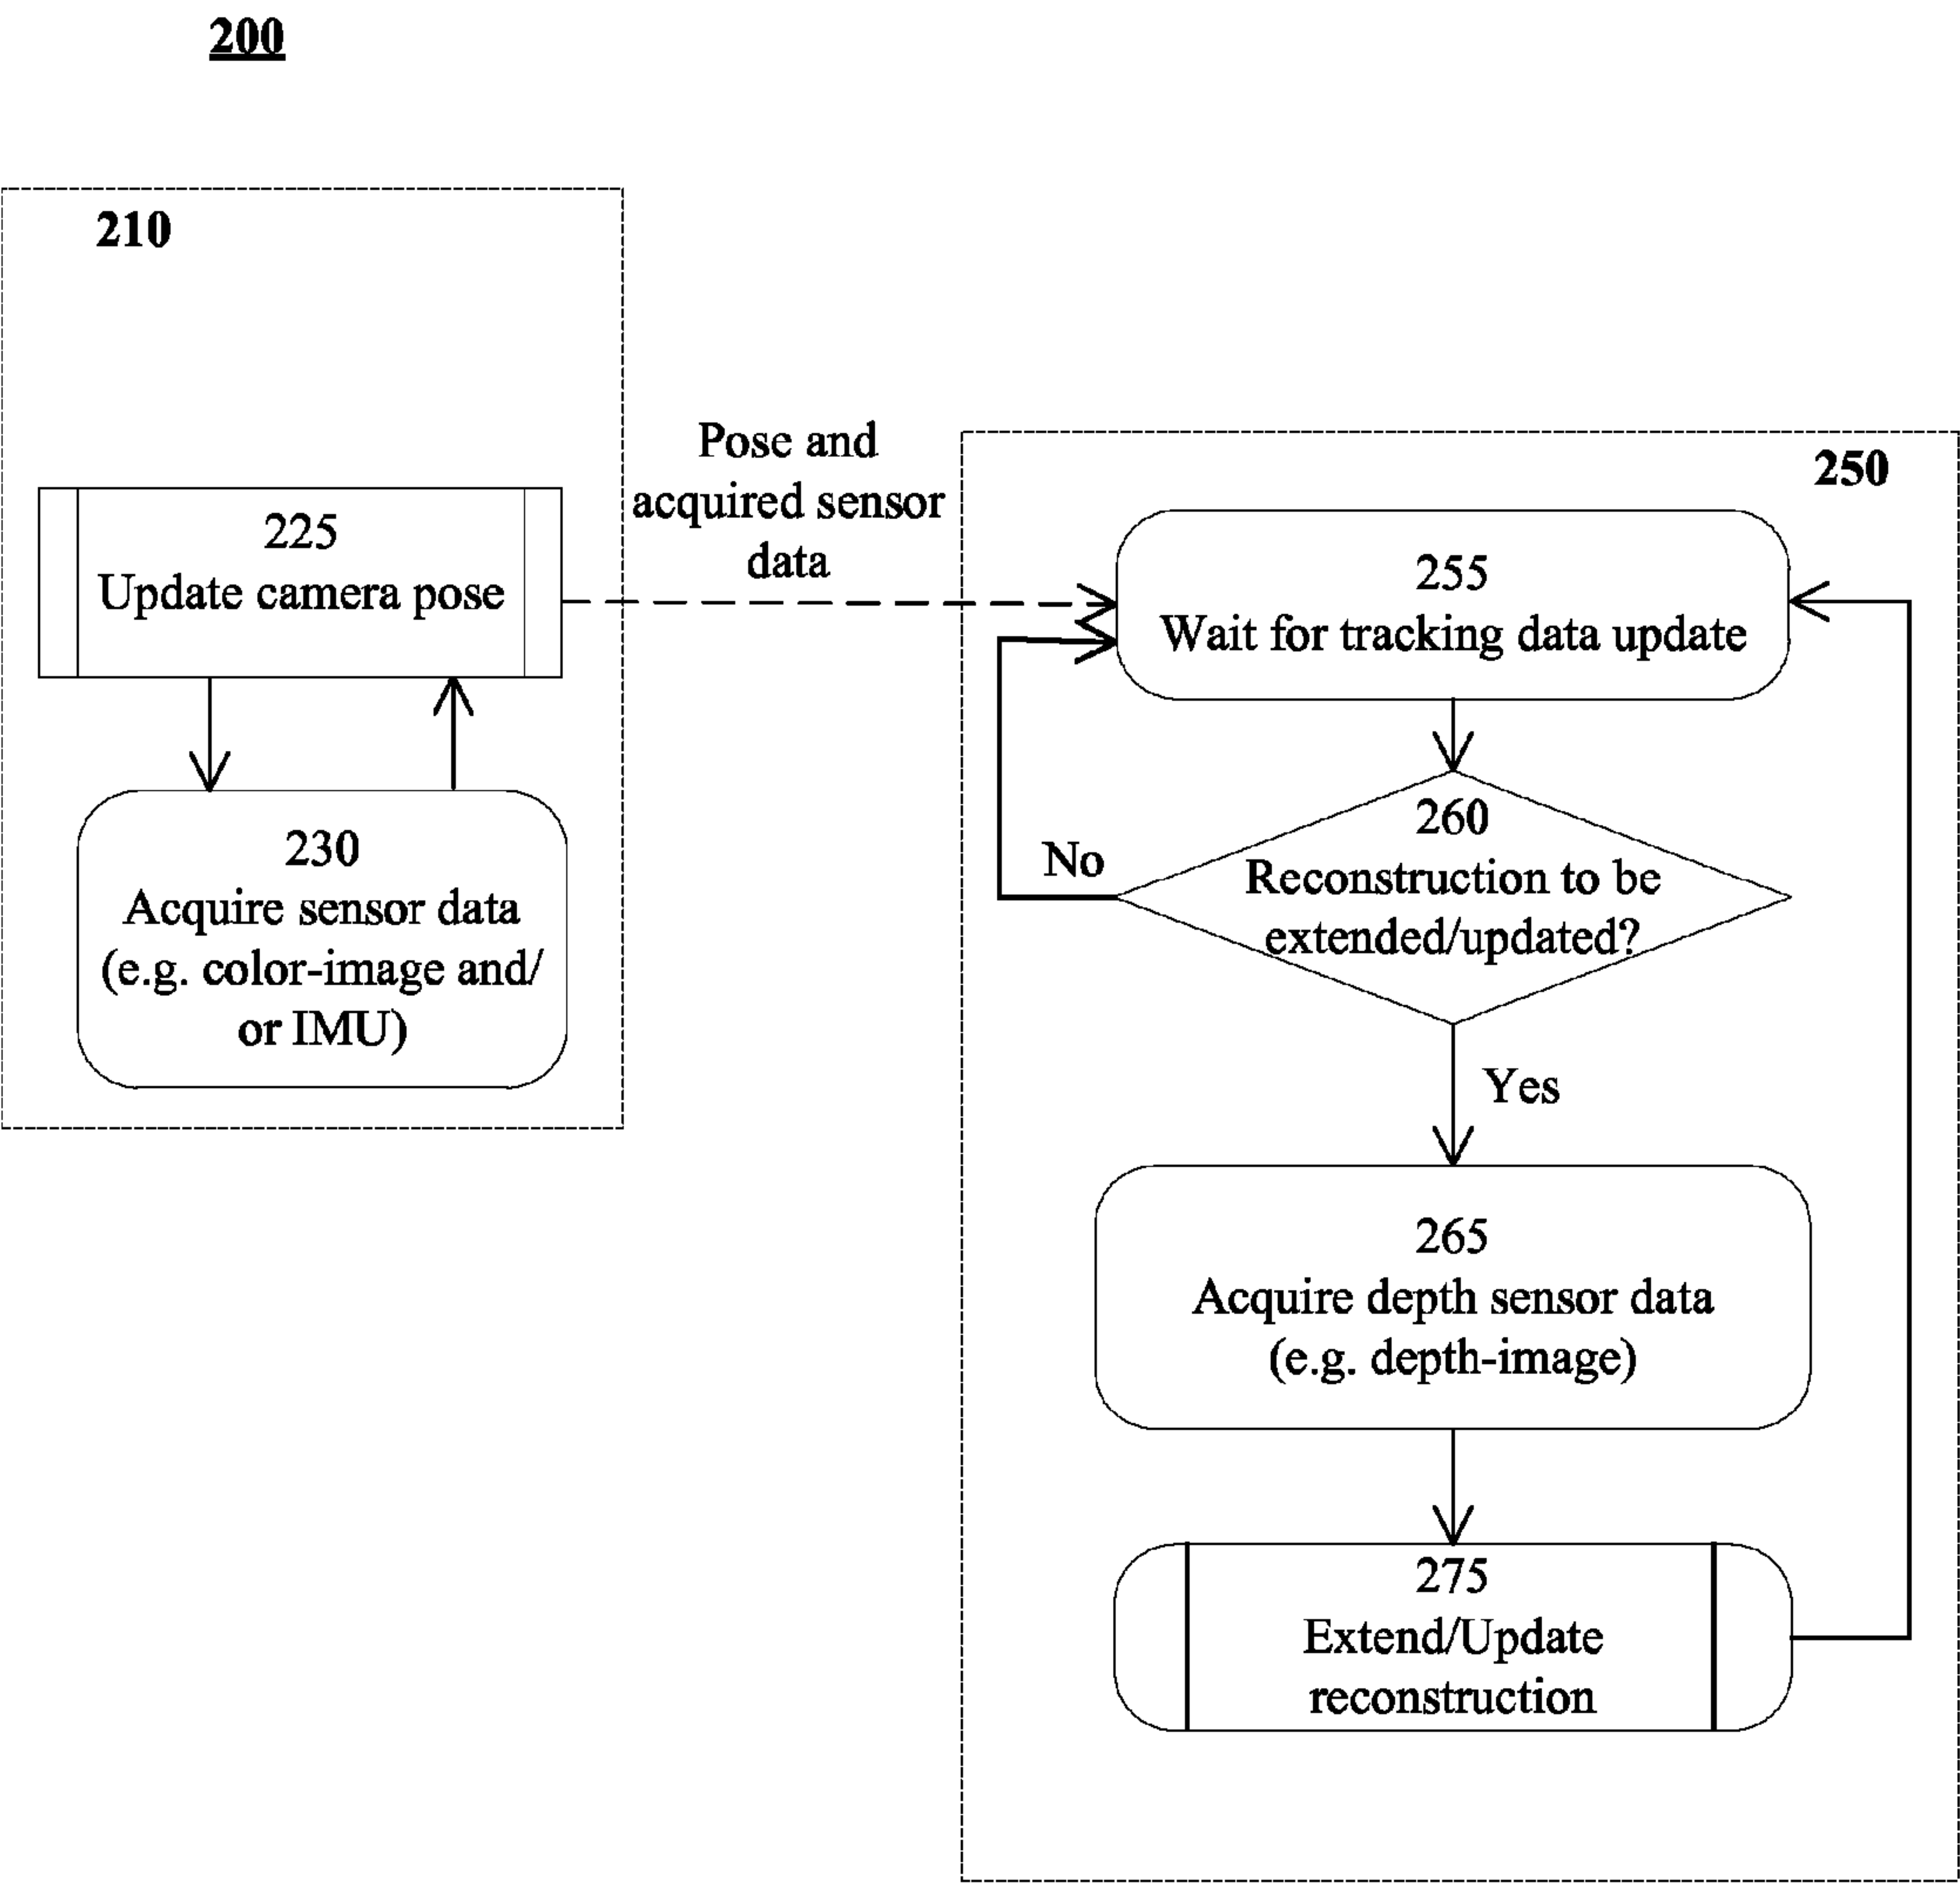 200
210
225
Update camera pose
230
Acquire sensor data
(e.g. color-image and/
or IMU)
Pose and
acquired sensor
data
250
255
Wait for tracking data update
260
Reconstruction to be
extended/updated?
No
Yes
265
Acquire depth sensor data
(e.g. depth-image)
275
Extend/Update
reconstruction